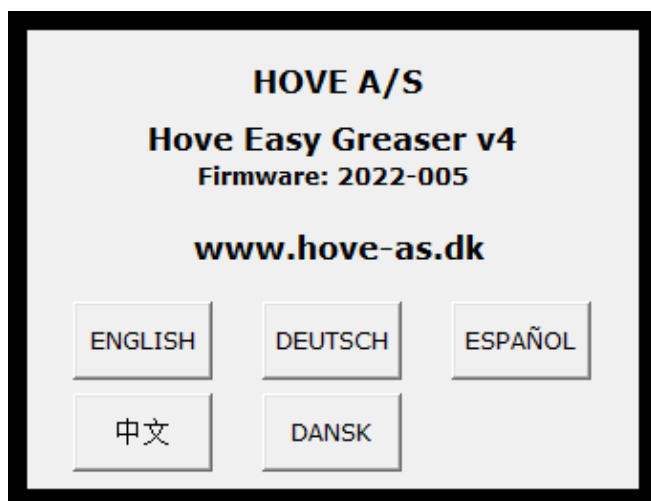 HOVE A/S
Hove Easy Greaser v4
Firmware: 2022-005
www.hove-as.dk
ENGLISH DEUTSCH ESPAÑOL
中文 DANSK